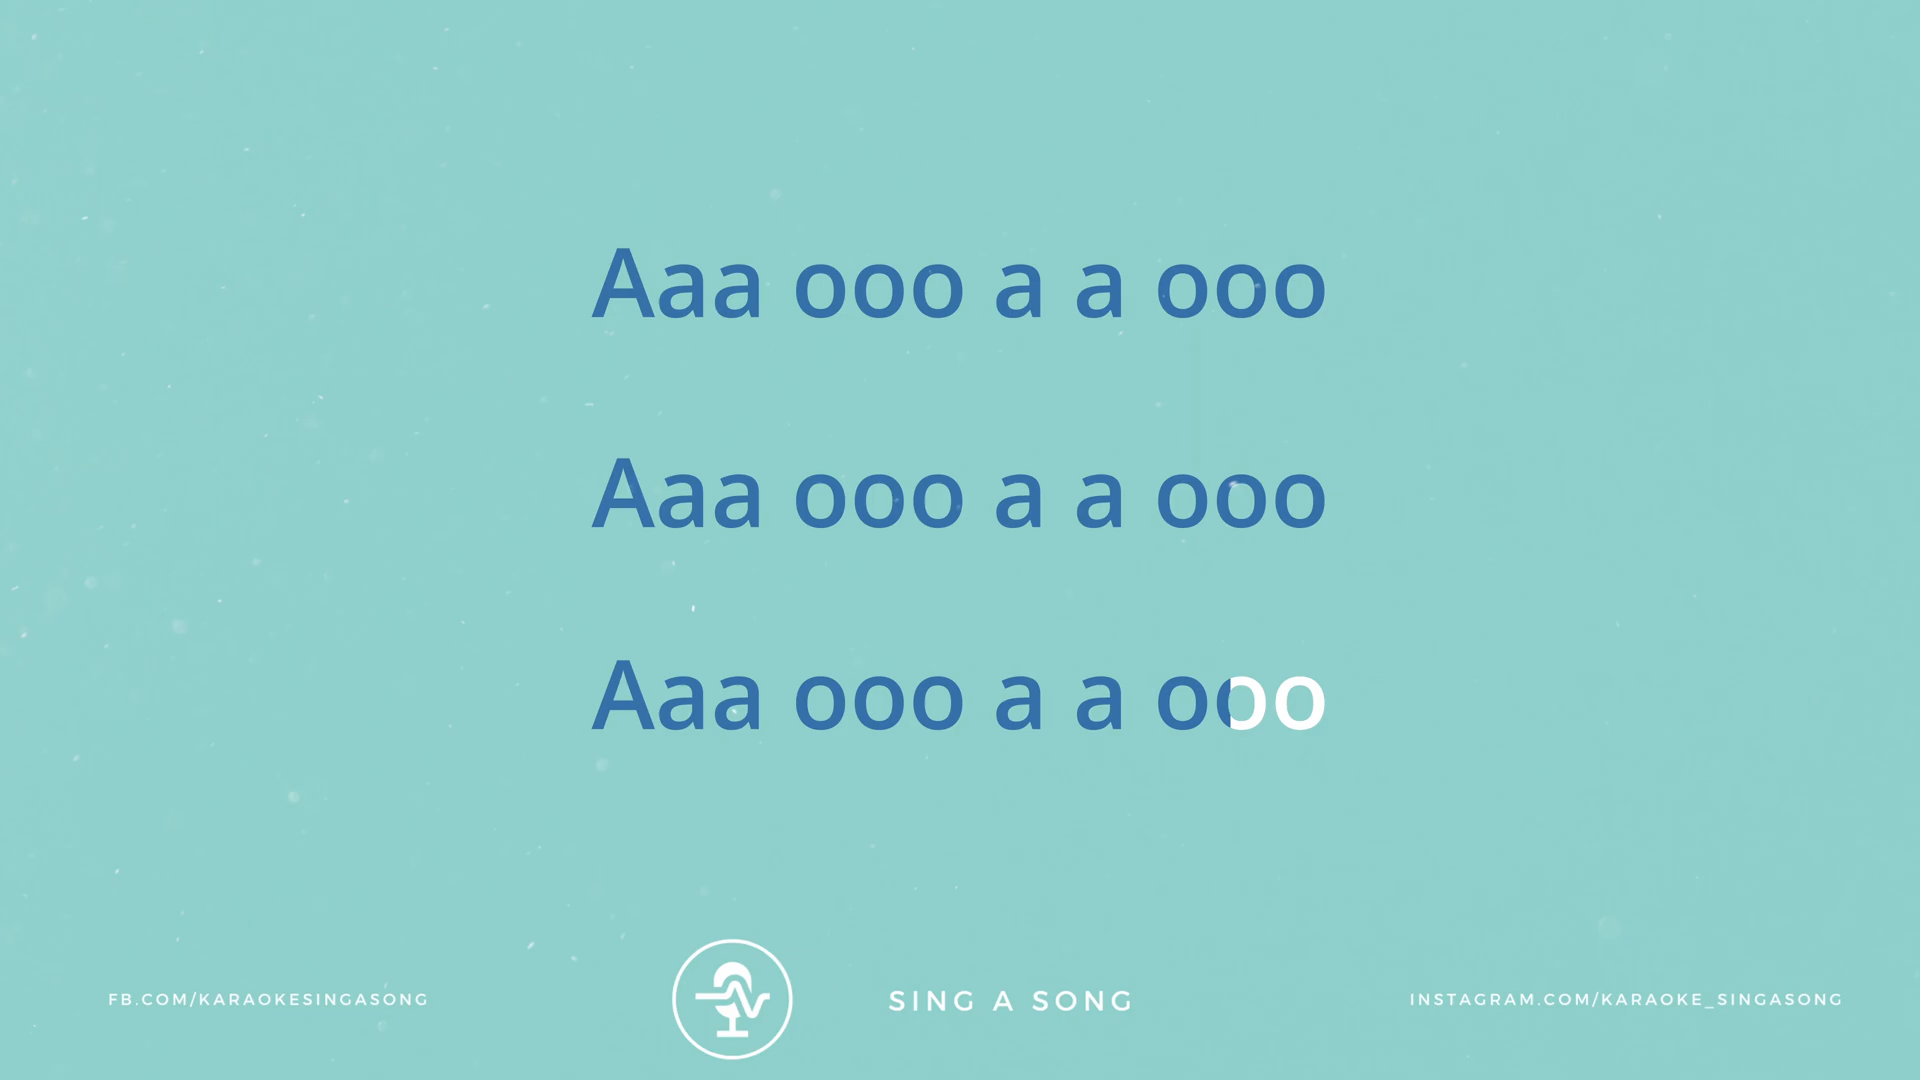 Aaa ooo a a ooo
Aaa ooo a a ooo
Aaa ooo a a ooo
FB.COM/KARAOKESINGASONG
SING A SONG
INSTAGRAM.COM/KARAOKE_SINGASONG